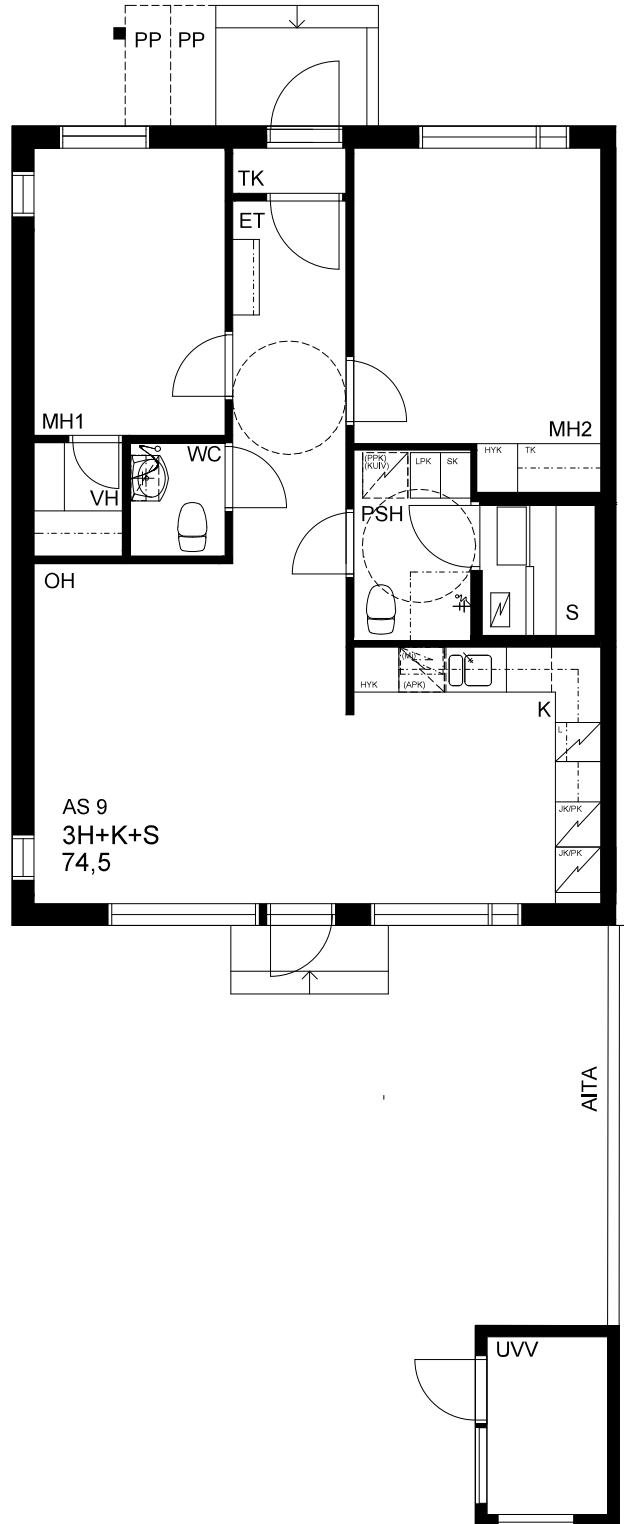 PP PP
TK
ET
MH1
MH2
WC
HYK TK
(PPK) LPK SK
(KUIV)
VH
PSH
OH
S
(MI)
HYK (APK)
K
L
AS 9
3H+K+S
74,5
JK/PK
JK/PK
AITA
UVV